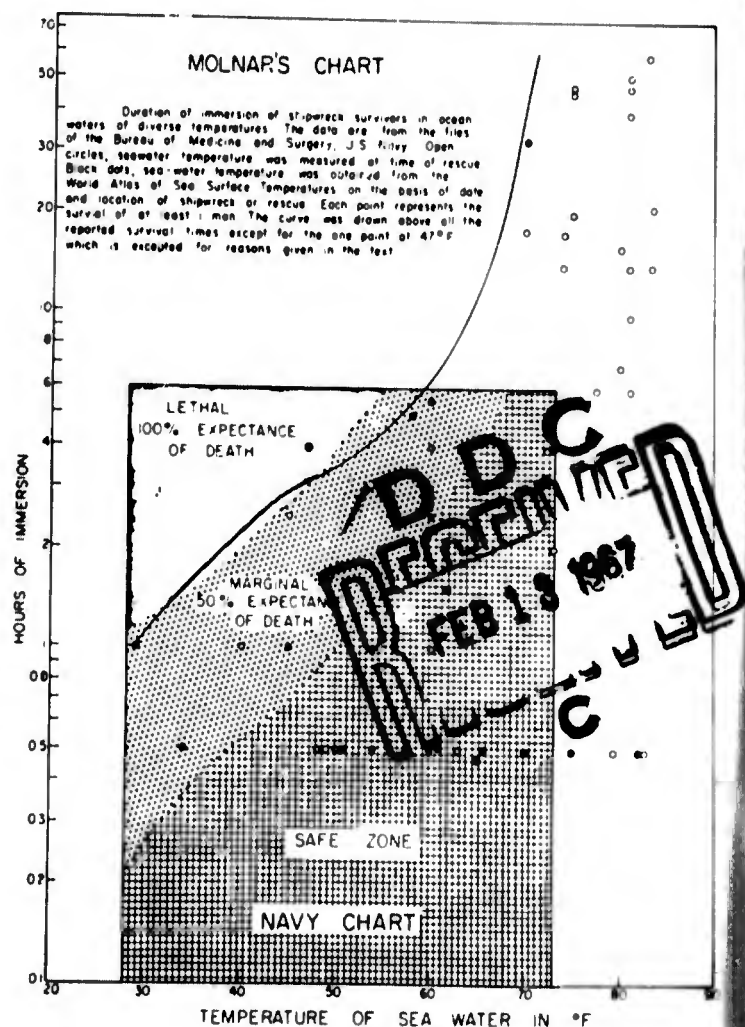 MOLNAR'S CHART
Duration of immersion of shipwreck survivors in ocean
waters of diverse temperatures The data are from the files
of the Bureau of Medicine and Surgery, U S Navy Open
circles, seawater temperature was measured at time of rescue
Black dots, sea-water temperature was obtained from the
World Atlas of Sea Surface Temperatures on the basis of date
and location of shipwreck or rescue. Each point represents the
survival of at least 1 man The curve was drawn above all the
reported survival times except for the one point at 47°F
which is excepted for reasons given in the text
70
50
30
20
10
8
6
4
2
1
0.8
0.5
0.3
0.2
0.1
HOURS OF IMMERSION
LETHAL
100% EXPECTANCE
OF DEATH
MARGINAL
50% EXPECTANCE
OF DEATH
D D C
FEB 13 1967
C
SAFE ZONE
NAVY CHART
20 30 40 50 60 70 80 90
TEMPERATURE OF SEA WATER IN °F